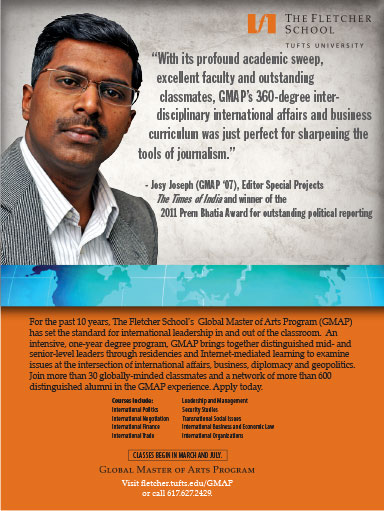 THE FLETCHER
SCHOOL
TUFTS UNIVERSITY
“With its profound academic sweep,
excellent faculty and outstanding
classmates, GMAP’s 360-degree inter-
disciplinary international affairs and business
curriculum was just perfect for sharpening the
tools of journalism.”
- Josy Joseph (GMAP ‘07), Editor Special Projects
The Times of India and winner of the
2011 Prem Bhatia Award for outstanding political reporting
For the past 10 years, The Fletcher School’s Global Master of Arts Program (GMAP)
has set the standard for international leadership in and out of the classroom. An
intensive, one-year degree program, GMAP brings together distinguished mid- and
senior-level leaders through residencies and Internet-mediated learning to examine
issues at the intersection of international affairs, business, diplomacy and geopolitics.
Join more than 30 globally-minded classmates and a network of more than 600
distinguished alumni in the GMAP experience. Apply today.
Courses Include:
International Politics
International Negotiation
International Finance
International Trade
Leadership and Management
Security Studies
Transnational Social Issues
International Business and Economic Law
International Organizations
CLASSES BEGIN IN MARCH AND JULY.
GLOBAL MASTER OF ARTS PROGRAM
Visit fletcher.tufts.edu/GMAP
or call 617.627.2429.